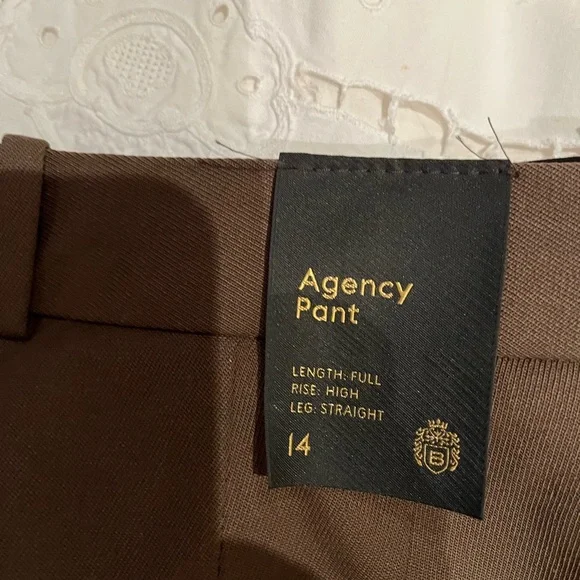 Agency
Pant
LENGTH: FULL
RISE: HIGH
LEG: STRAIGHT
14
B